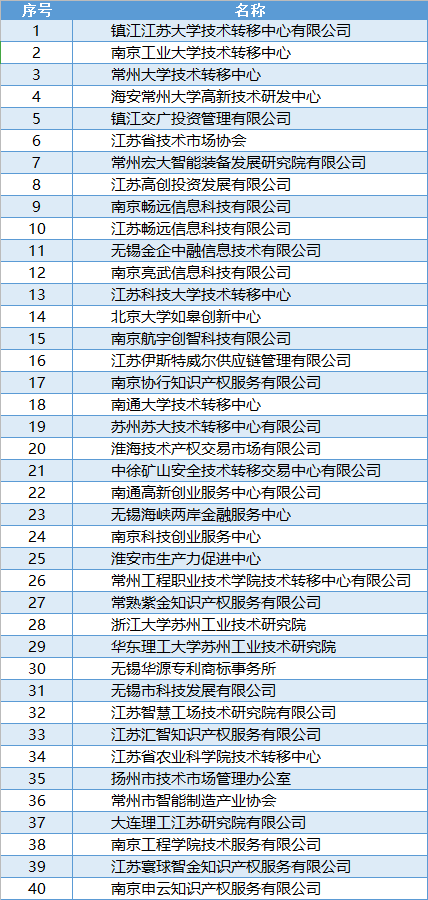 序号 名称
1 镇江江苏大学技术转移中心有限公司
2 南京工业大学技术转移中心
3 常州大学技术转移中心
4 海安常州大学高新技术研发中心
5 镇江交广投资管理有限公司
6 江苏省技术市场协会
7 常州宏大智能装备发展研究院有限公司
8 江苏高创投资发展有限公司
9 南京畅远信息科技有限公司
10 江苏畅远信息科技有限公司
11 无锡金企中融信息技术有限公司
12 南京亮武信息科技有限公司
13 江苏科技大学技术转移中心
14 北京大学如皋创新中心
15 南京航宇创智科技有限公司
16 江苏伊斯特威尔供应链管理有限公司
17 南京协行知识产权服务有限公司
18 南通大学技术转移中心
19 苏州苏大技术转移中心有限公司
20 淮海技术产权交易市场有限公司
21 中徐矿山安全技术转移交易中心有限公司
22 南通高新创业服务中心有限公司
23 无锡海峡两岸金融服务中心
24 南京科技创业服务中心
25 淮安市生产力促进中心
26 常州工程职业技术学院技术转移中心有限公司
27 常熟紫金知识产权服务有限公司
28 浙江大学苏州工业技术研究院
29 华东理工大学苏州工业技术研究院
30 无锡华源专利商标事务所
31 无锡市科技发展有限公司
32 江苏智慧工场技术研究院有限公司
33 江苏汇智知识产权服务有限公司
34 江苏省农业科学院技术转移中心
35 扬州市技术市场管理办公室
36 常州市智能制造产业协会
37 大连理工江苏研究院有限公司
38 南京工程学院技术服务有限公司
39 江苏寰球智金知识产权服务有限公司
40 南京申云知识产权服务有限公司